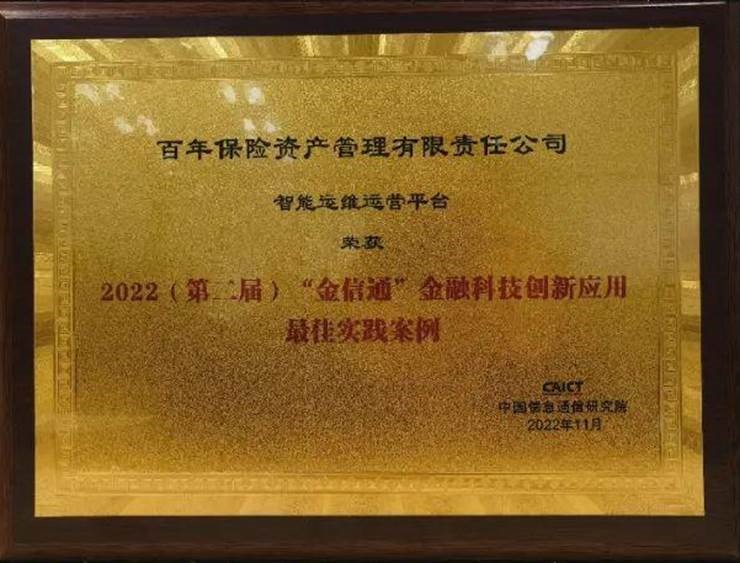 百年保险资产管理有限责任公司
智能运维运营平台
荣获
2022（第二届）“金信通”金融科技创新应用
最佳实践案例
CAICT
中国信息通信研究院
2022年11月